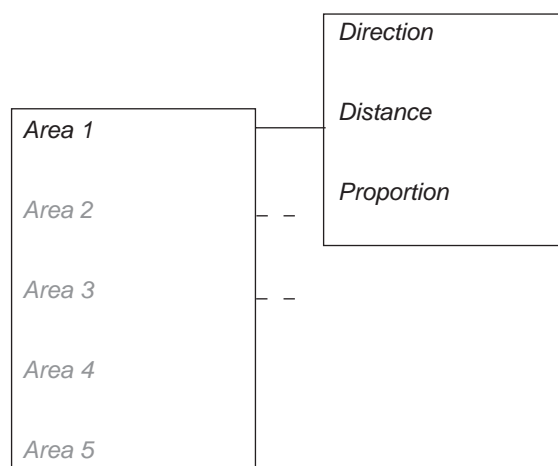 Direction
Distance
Proportion
Area 1
Area 2
Area 3
Area 4
Area 5